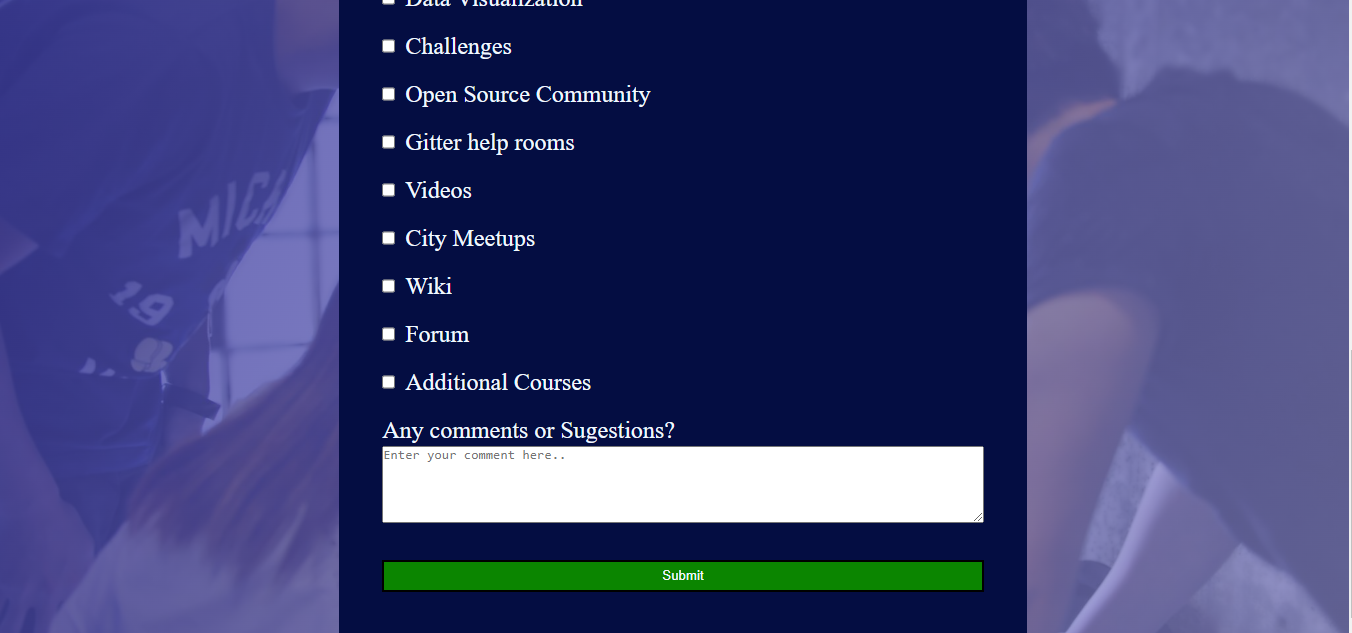 Data Visualization
Challenges
Open Source Community
Gitter help rooms
Videos
City Meetups
Wiki
Forum
Additional Courses
Any comments or Sugestions?
Enter your comment here..
Submit
19